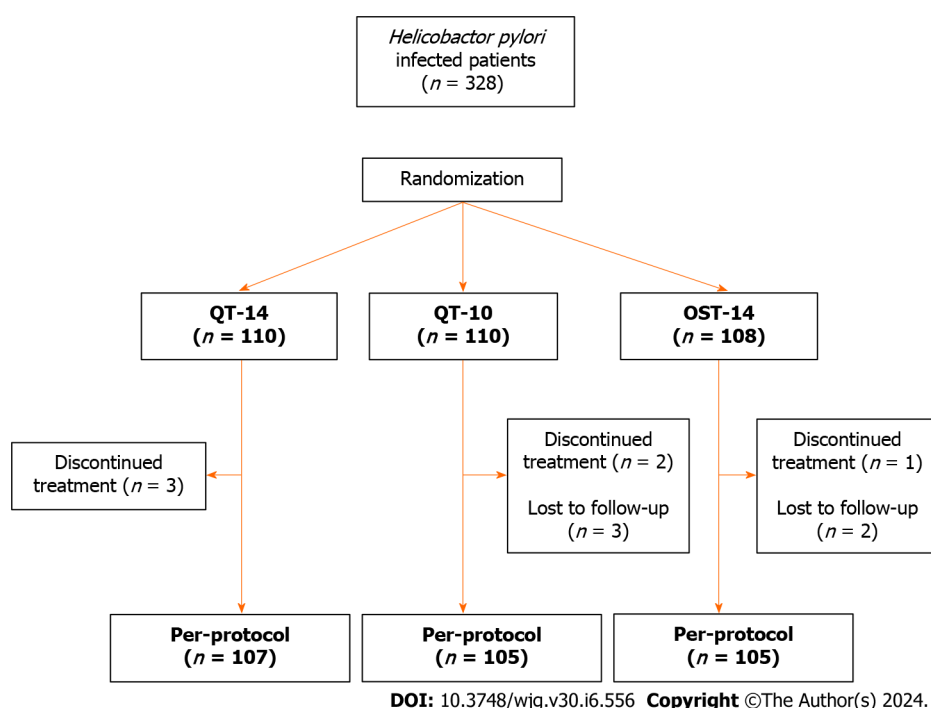 Helicobactor pylori
infected patients
(n = 328)
Randomization
QT-14
(n = 110)
QT-10
(n = 110)
OST-14
(n = 108)
Discontinued
treatment (n = 3)
Discontinued
treatment (n = 2)
Lost to follow-up
(n = 3)
Discontinued
treatment (n = 1)
Lost to follow-up
(n = 2)
Per-protocol
(n = 107)
Per-protocol
(n = 105)
Per-protocol
(n = 105)
DOI: 10.3748/wjg.v30.i6.556 Copyright ©The Author(s) 2024.